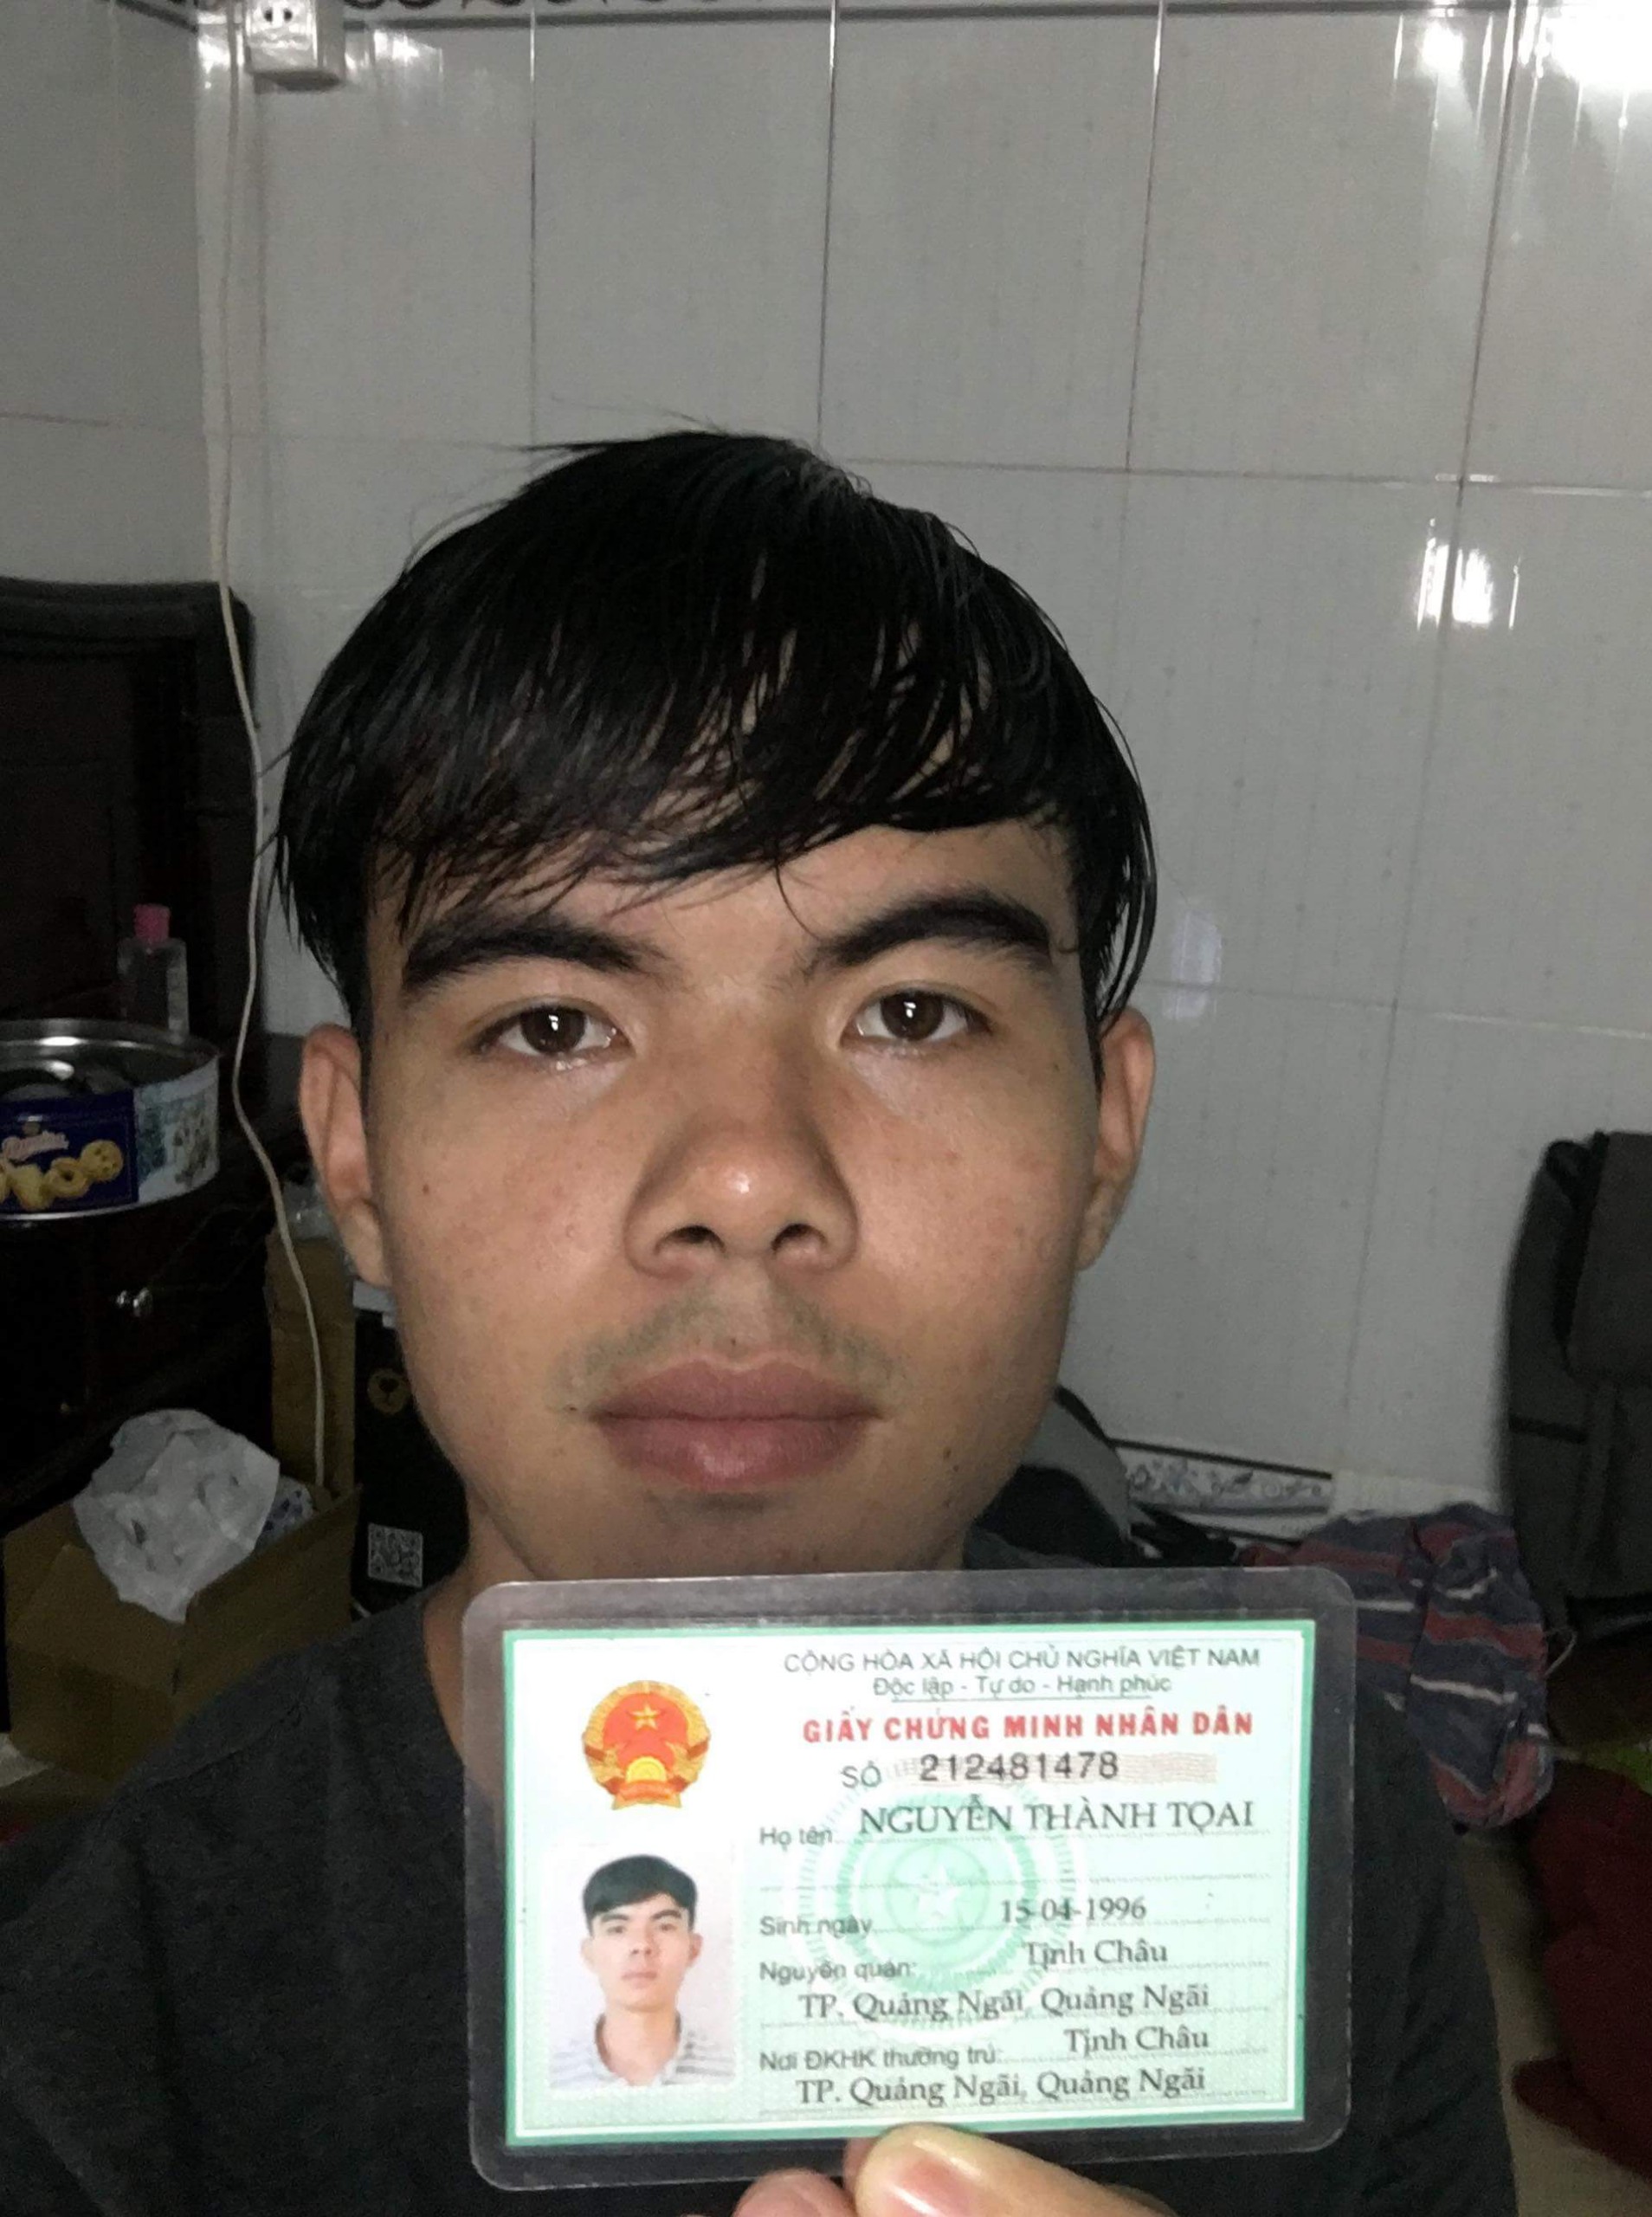 CỘNG HÒA XÃ HỘI CHỦ NGHĨA VIỆT NAM
Độc lập - Tự do - Hạnh phúc
GIẤY CHỨNG MINH NHÂN DÂN
SỐ 212481478
Họ tên NGUYỄN THÀNH TỌAI
Sinh ngày 15-04-1996
Nguyên quán: Tịnh Châu
TP. Quảng Ngãi, Quảng Ngãi
Nơi ĐKHK thường trú: Tịnh Châu
TP. Quảng Ngãi, Quảng Ngãi